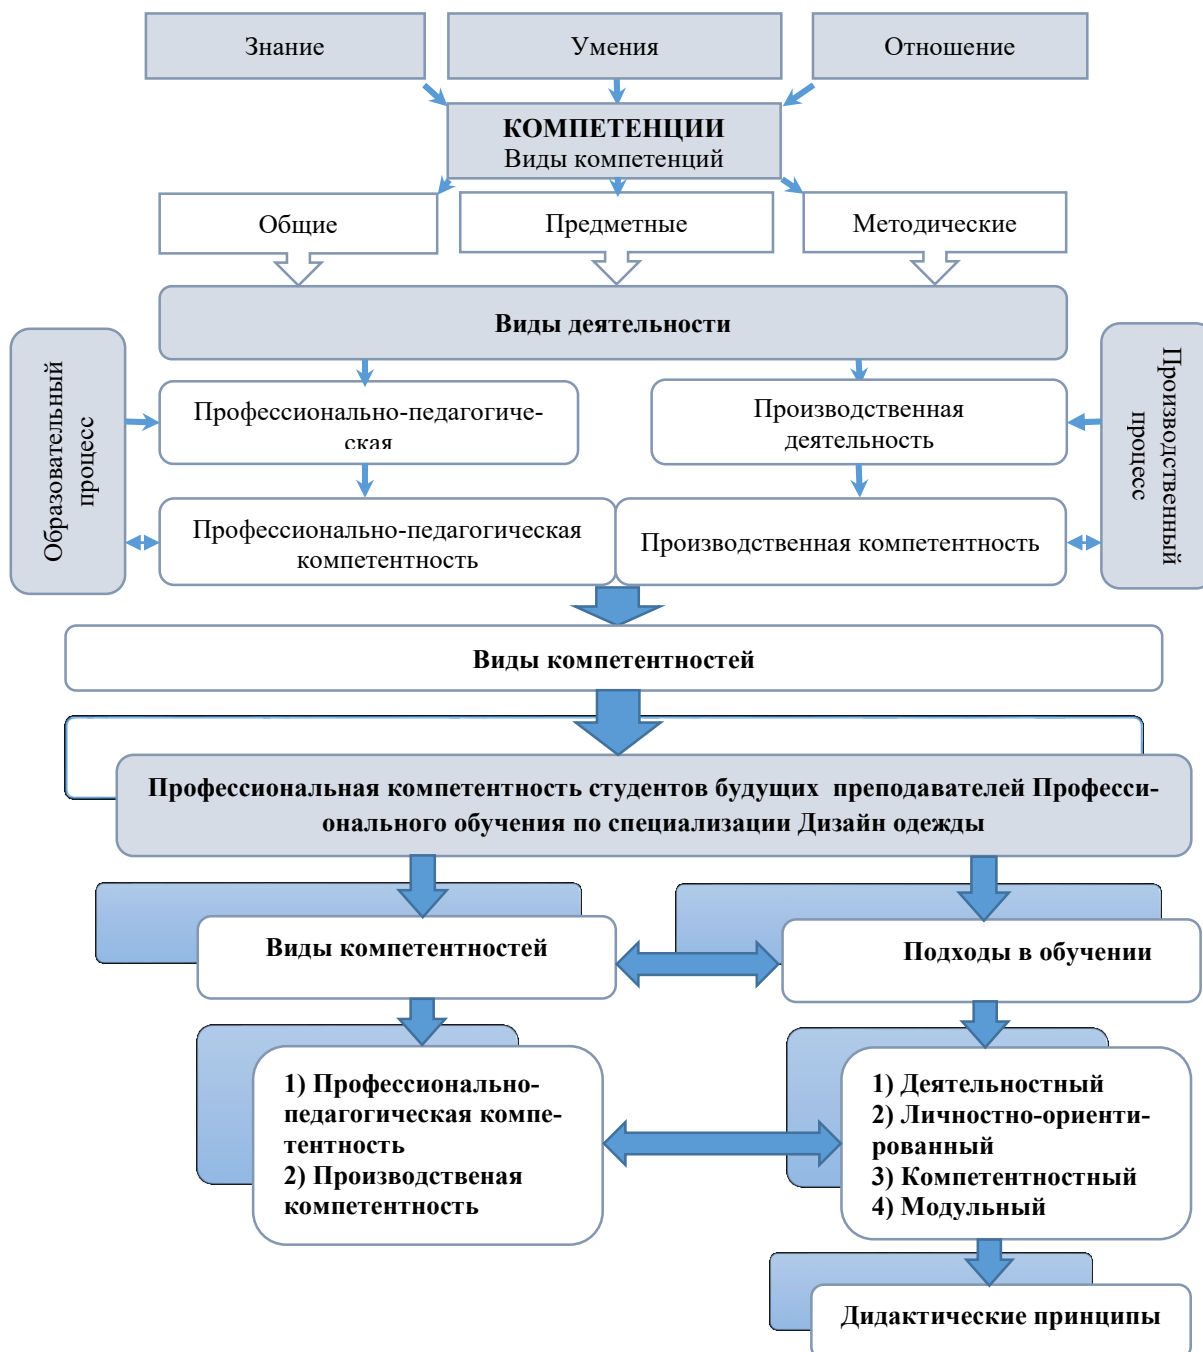 Знание
Умения
Отношение
КОМПЕТЕНЦИИ
Виды компетенций
Общие
Предметные
Методические
Виды деятельности
Образовательный
процесс
Производственный
процесс
Профессионально-педагогиче-
ская
Производственная
деятельность
Профессионально-педагогическая
компетентность
Производственная компетентность
Виды компетентностей
Профессиональная компетентность студентов будущих преподавателей Професси-
онального обучения по специализации Дизайн одежды
Виды компетентностей
Подходы в обучении
1) Профессионально-
педагогическая компе-
тентность
2) Производственая
компетентность
1) Деятельностный
2) Личностно-ориенти-
рованный
3) Компетентностный
4) Модульный
Дидактические принципы